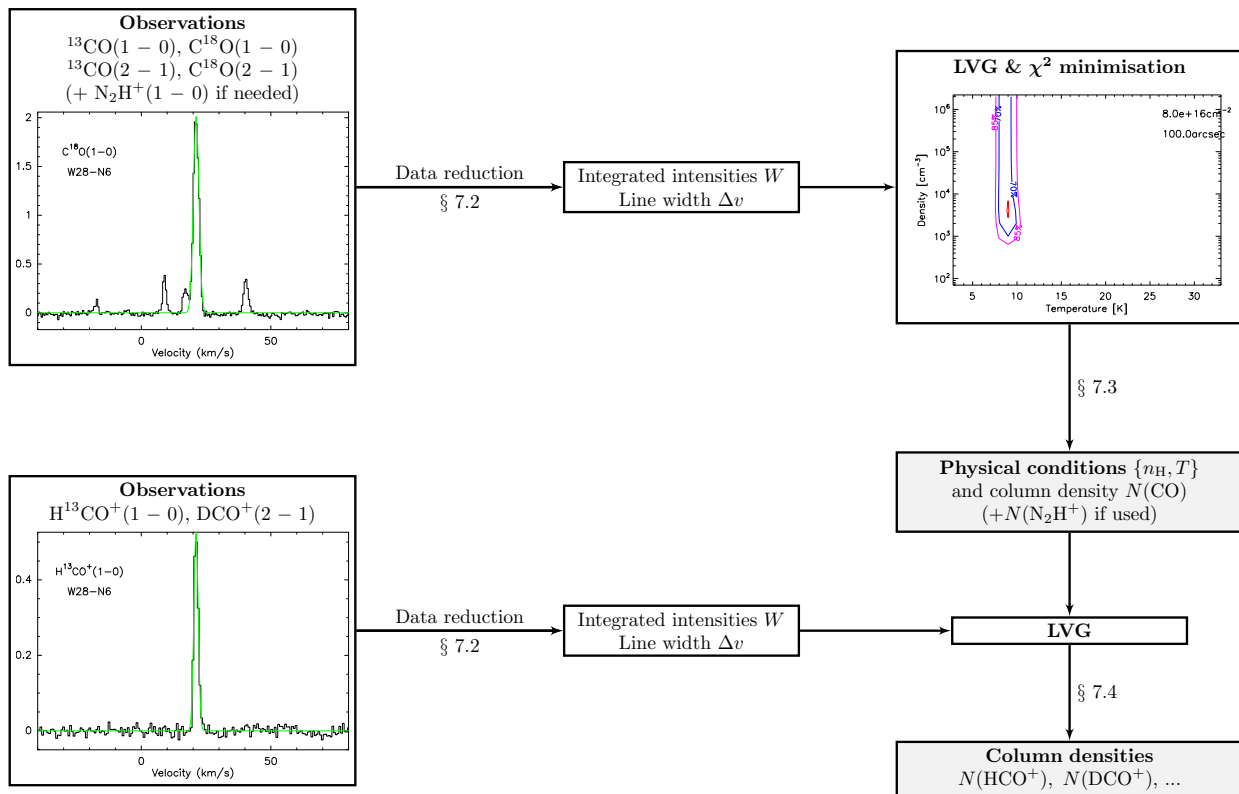 Observations
¹³CO(1 − 0), C¹⁸O(1 − 0)
¹³CO(2 − 1), C¹⁸O(2 − 1)
(+ N₂H⁺(1 − 0) if needed)
2
1.5
1
0.5
0
C¹⁸O(1−0)
W28−N6
0
50
Velocity (km/s)
Data reduction
§ 7.2
Integrated intensities W
Line width Δv
LVG & χ² minimisation
10⁶
10⁵
10⁴
10³
10²
Density [cm⁻³]
85%
70%
70%
85%
8.0e+16cm⁻²
100.0arcsec
5
10
15
20
25
30
Temperature [K]
§ 7.3
Physical conditions {n_H, T}
and column density N(CO)
(+N(N₂H⁺) if used)
Observations
H¹³CO⁺(1 − 0), DCO⁺(2 − 1)
0.4
0.2
0
H¹³CO⁺(1−0)
W28−N6
0
50
Velocity (km/s)
Data reduction
§ 7.2
Integrated intensities W
Line width Δv
LVG
§ 7.4
Column densities
N(HCO⁺), N(DCO⁺), ...